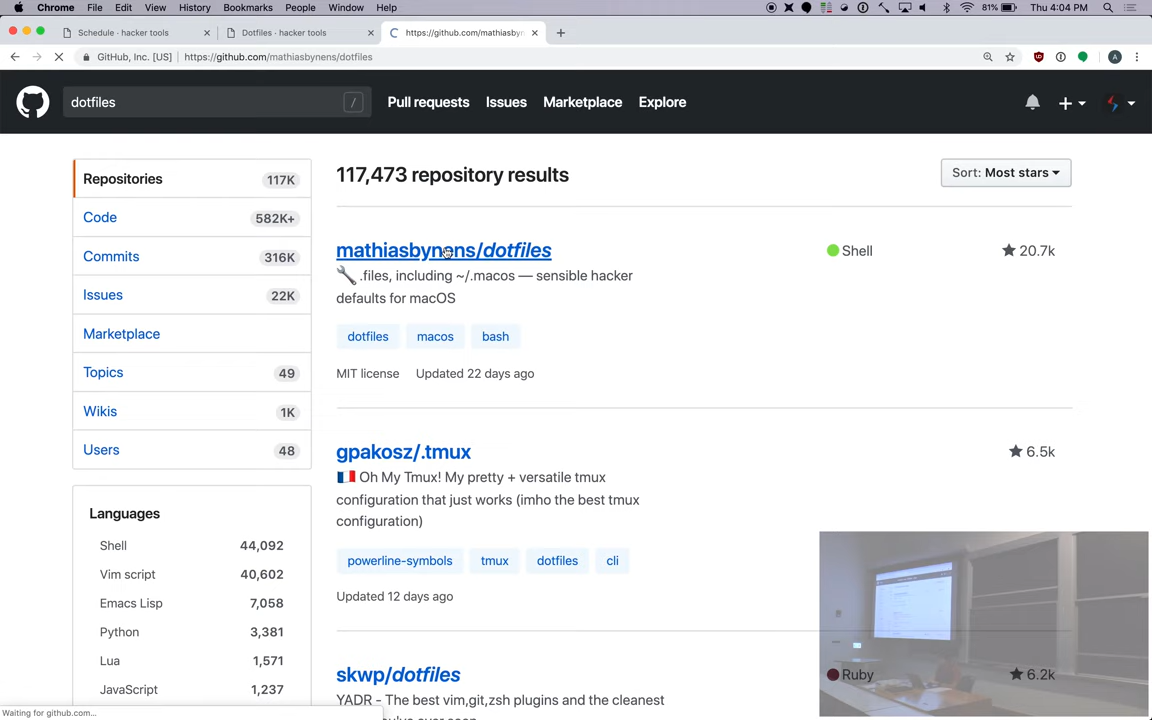 Chrome File Edit View History Bookmarks People Window Help 81% Thu 4:04 PM
Schedule · hacker tools Dotfiles · hacker tools https://github.com/mathiasbyn
GitHub, Inc. [US] https://github.com/mathiasbynens/dotfiles
dotfiles / Pull requests Issues Marketplace Explore
Repositories 117K
Code 582K+
Commits 316K
Issues 22K
Marketplace
Topics 49
Wikis 1K
Users 48
Languages
Shell 44,092
Vim script 40,602
Emacs Lisp 7,058
Python 3,381
Lua 1,571
JavaScript 1,237
117,473 repository results
Sort: Most stars
mathiasbynens/dotfiles
Shell 20.7k
.files, including ~/.macos — sensible hacker
defaults for macOS
dotfiles macos bash
MIT license Updated 22 days ago
gpakosz/.tmux
6.5k
Oh My Tmux! My pretty + versatile tmux
configuration that just works (imho the best tmux
configuration)
powerline-symbols tmux dotfiles cli
Updated 12 days ago
skwp/dotfiles
Ruby 6.2k
YADR - The best vim,git,zsh plugins and the cleanest
Waiting for github.com...